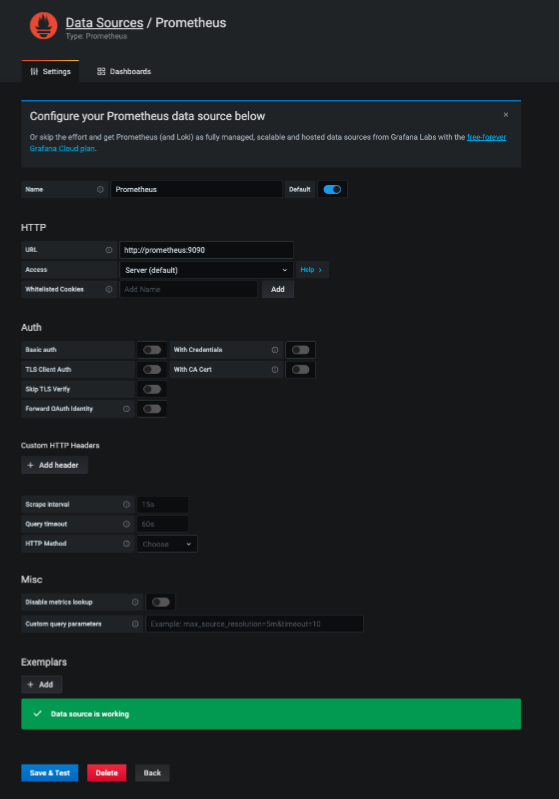 Data Sources / Prometheus
Type: Prometheus
Settings
Dashboards
Configure your Prometheus data source below
×
Or skip the effort and get Prometheus (and Loki) as fully managed, scalable and hosted data sources from Grafana Labs with the free-forever
Grafana Cloud plan.
Name Prometheus Default
HTTP
URL http://prometheus:9090
Access Server (default) Help >
Whitelisted Cookies Add Name Add
Auth
Basic auth With Credentials
TLS Client Auth With CA Cert
Skip TLS Verify
Forward OAuth Identity
Custom HTTP Headers
+ Add header
Scrape interval 15s
Query timeout 60s
HTTP Method Choose
Misc
Disable metrics lookup
Custom query parameters Example: max_source_resolution=5m&timeout=10
Exemplars
+ Add
Data source is working
Save & Test Delete Back